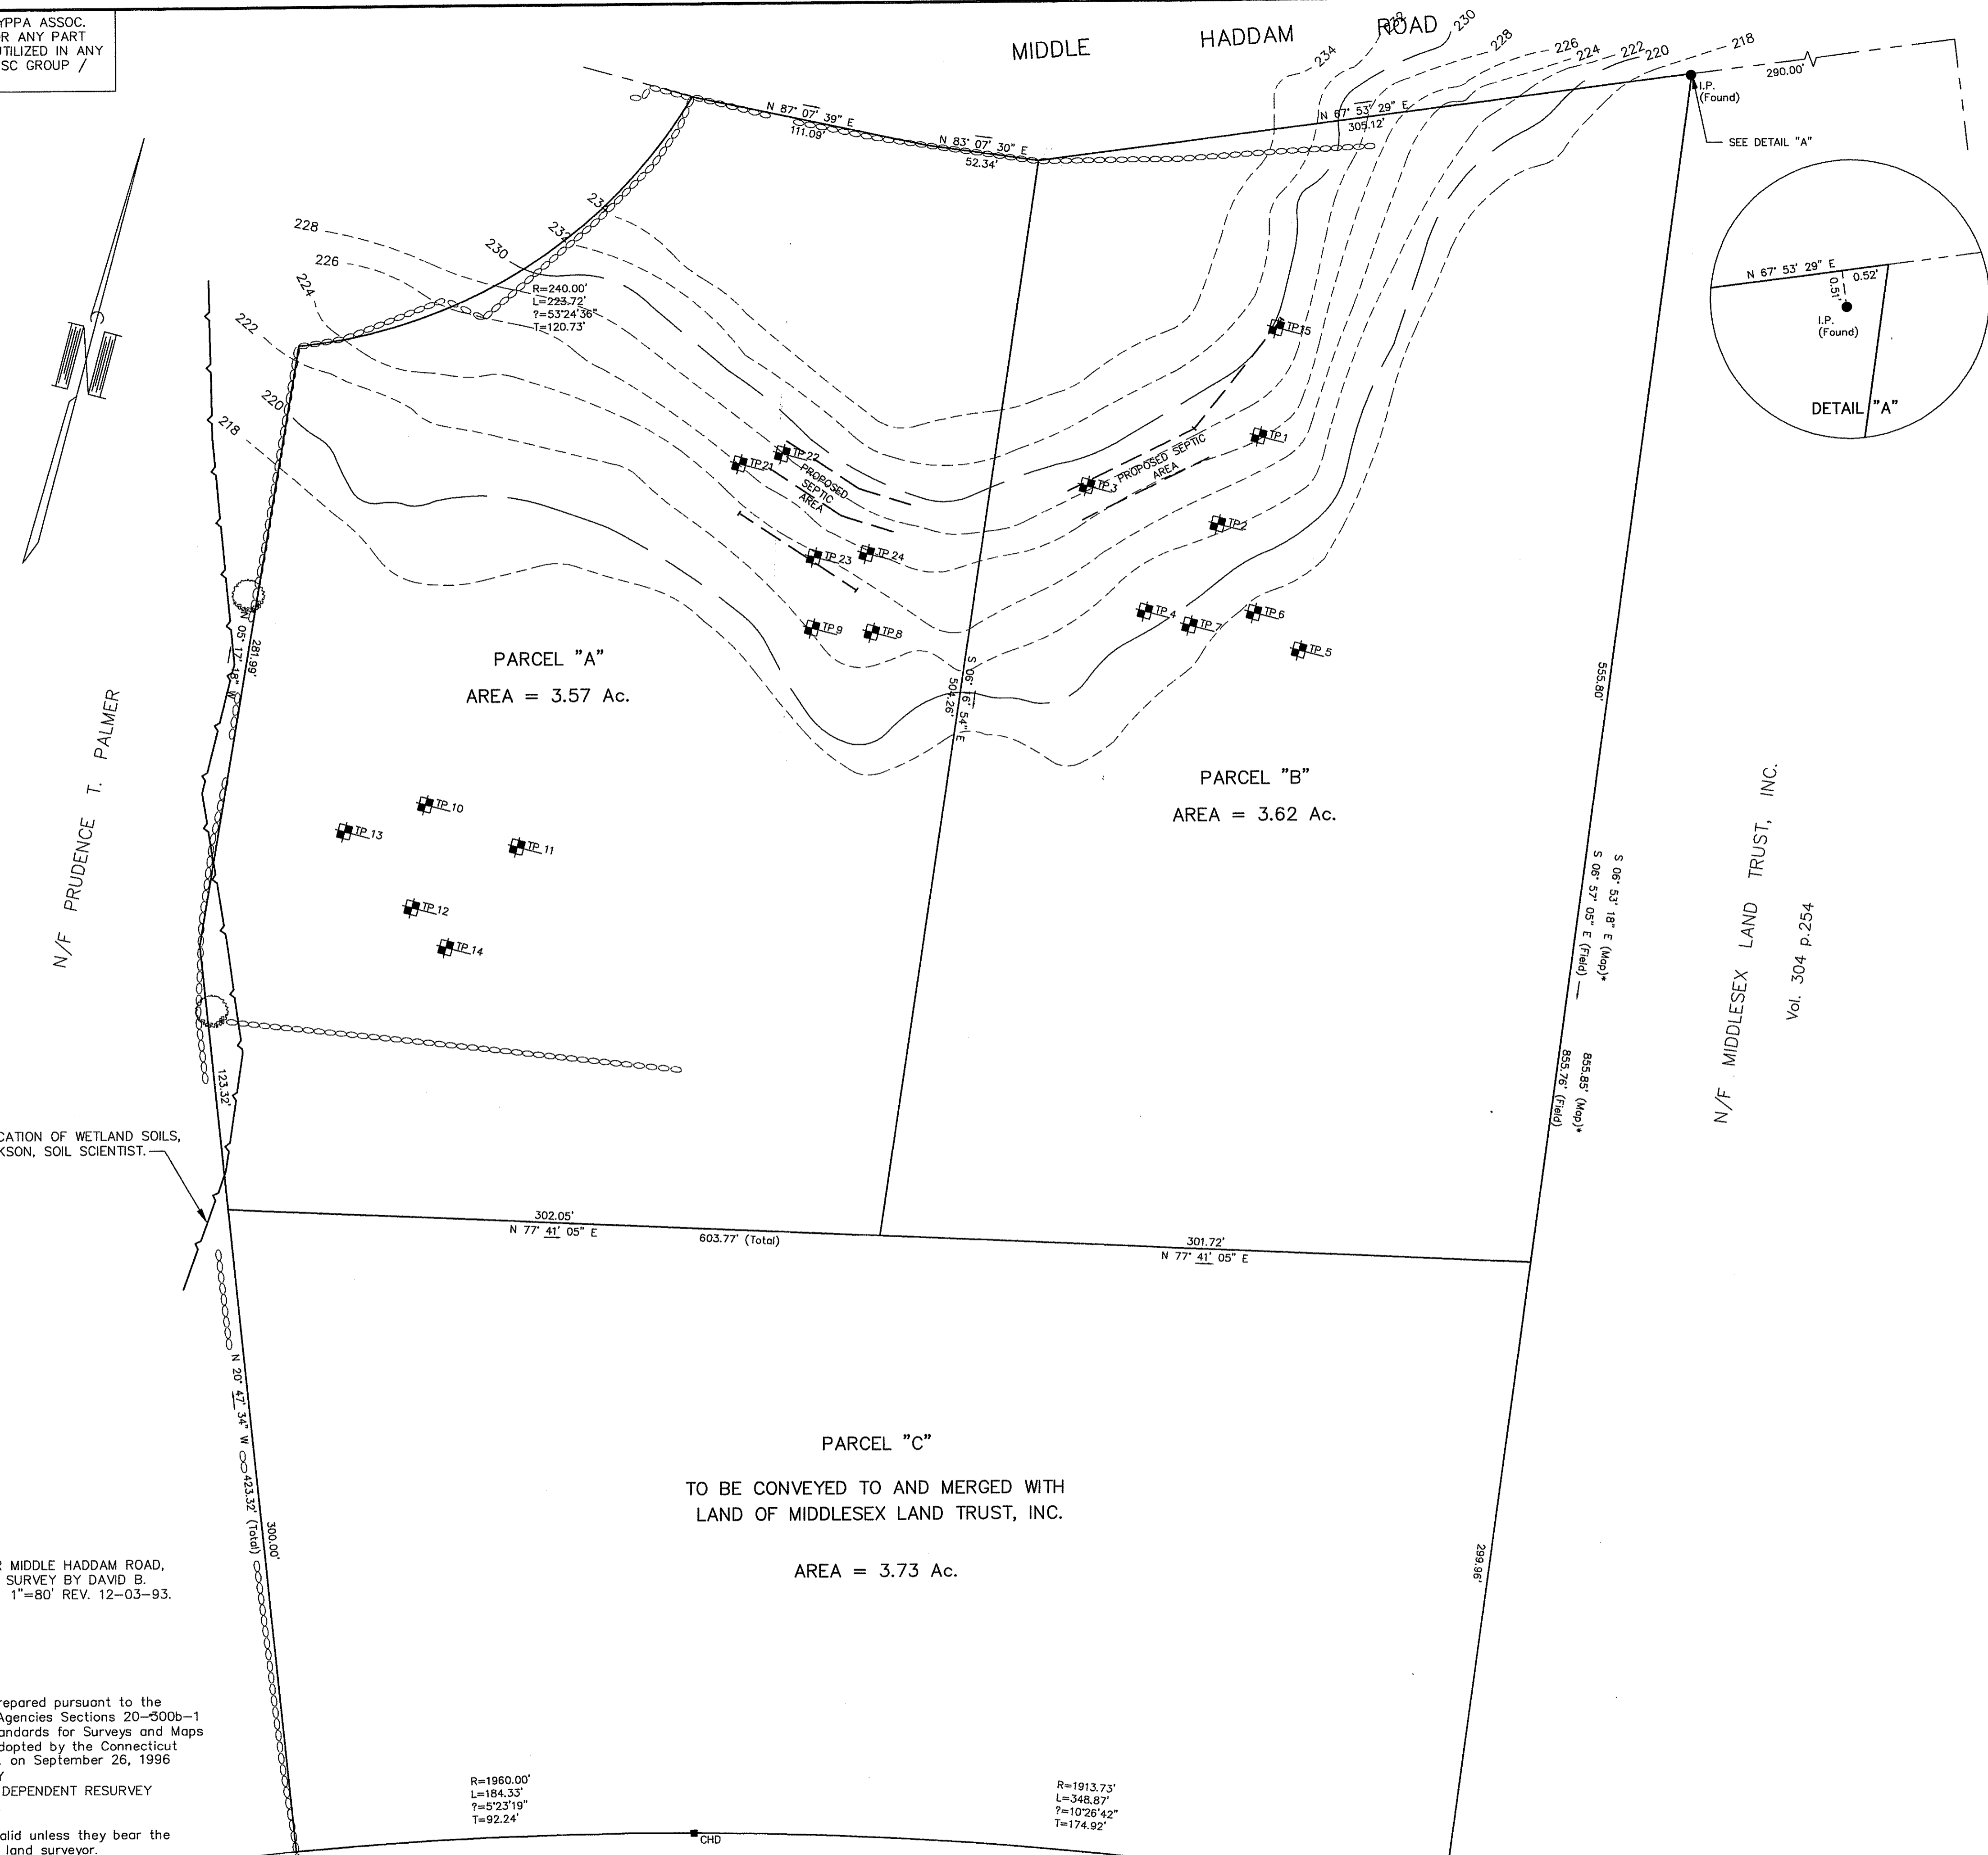 YPPA ASSOC.
OR ANY PART
UTILIZED IN ANY
SC GROUP /
MIDDLE HADDAM ROAD
234
232
230
228
226
224
222
220
218
290.00'
I.P.
(Found)
SEE DETAIL "A"
N 87° 07' 39" E
111.09'
N 83° 07' 30" E
52.34'
N 67° 53' 29" E
305.12'
N 67° 53' 29" E
0.52'
0.51'
I.P.
(Found)
DETAIL "A"
232
230
228
226
224
222
220
218
R=240.00'
L=223.72'
?=53°24'36"
T=120.73'
TP.15
TP.1
TP.3
PROPOSED SEPTIC
AREA
TP.2
TP.22
TP.21
PROPOSED
SEPTIC
AREA
TP.23
TP.24
TP.9
TP.8
TP.4
TP.7
TP.6
TP.5
N 05° 17' 18" W
281.99'
PARCEL "A"
AREA = 3.57 Ac.
S 06° 16' 54" E
504.26'
PARCEL "B"
AREA = 3.62 Ac.
555.80'
N/F PRUDENCE T. PALMER
TP.10
TP.13
TP.11
TP.12
TP.14
S 06° 53' 18" E (Map)*
S 06° 57' 05" E (Field)
855.85' (Map)*
855.76' (Field)
N/F MIDDLESEX LAND TRUST, INC.
Vol. 304 p.254
123.32'
CATION OF WETLAND SOILS,
KSON, SOIL SCIENTIST.
302.05'
N 77° 41' 05" E
603.77' (Total)
301.72'
N 77° 41' 05" E
N 20° 47' 34" W
423.32' (Total)
300.00'
PARCEL "C"
TO BE CONVEYED TO AND MERGED WITH
LAND OF MIDDLESEX LAND TRUST, INC.
AREA = 3.73 Ac.
299.96'
R MIDDLE HADDAM ROAD,
SURVEY BY DAVID B.
1"=80' REV. 12-03-93.
repared pursuant to the
Agencies Sections 20-300b-1
andards for Surveys and Maps
dopted by the Connecticut
. on September 26, 1996
Y
DEPENDENT RESURVEY
alid unless they bear the
land surveyor.
R=1960.00'
L=184.33'
?=5°23'19"
T=92.24'
CHD
R=1913.73'
L=348.87'
?=10°26'42"
T=174.92'